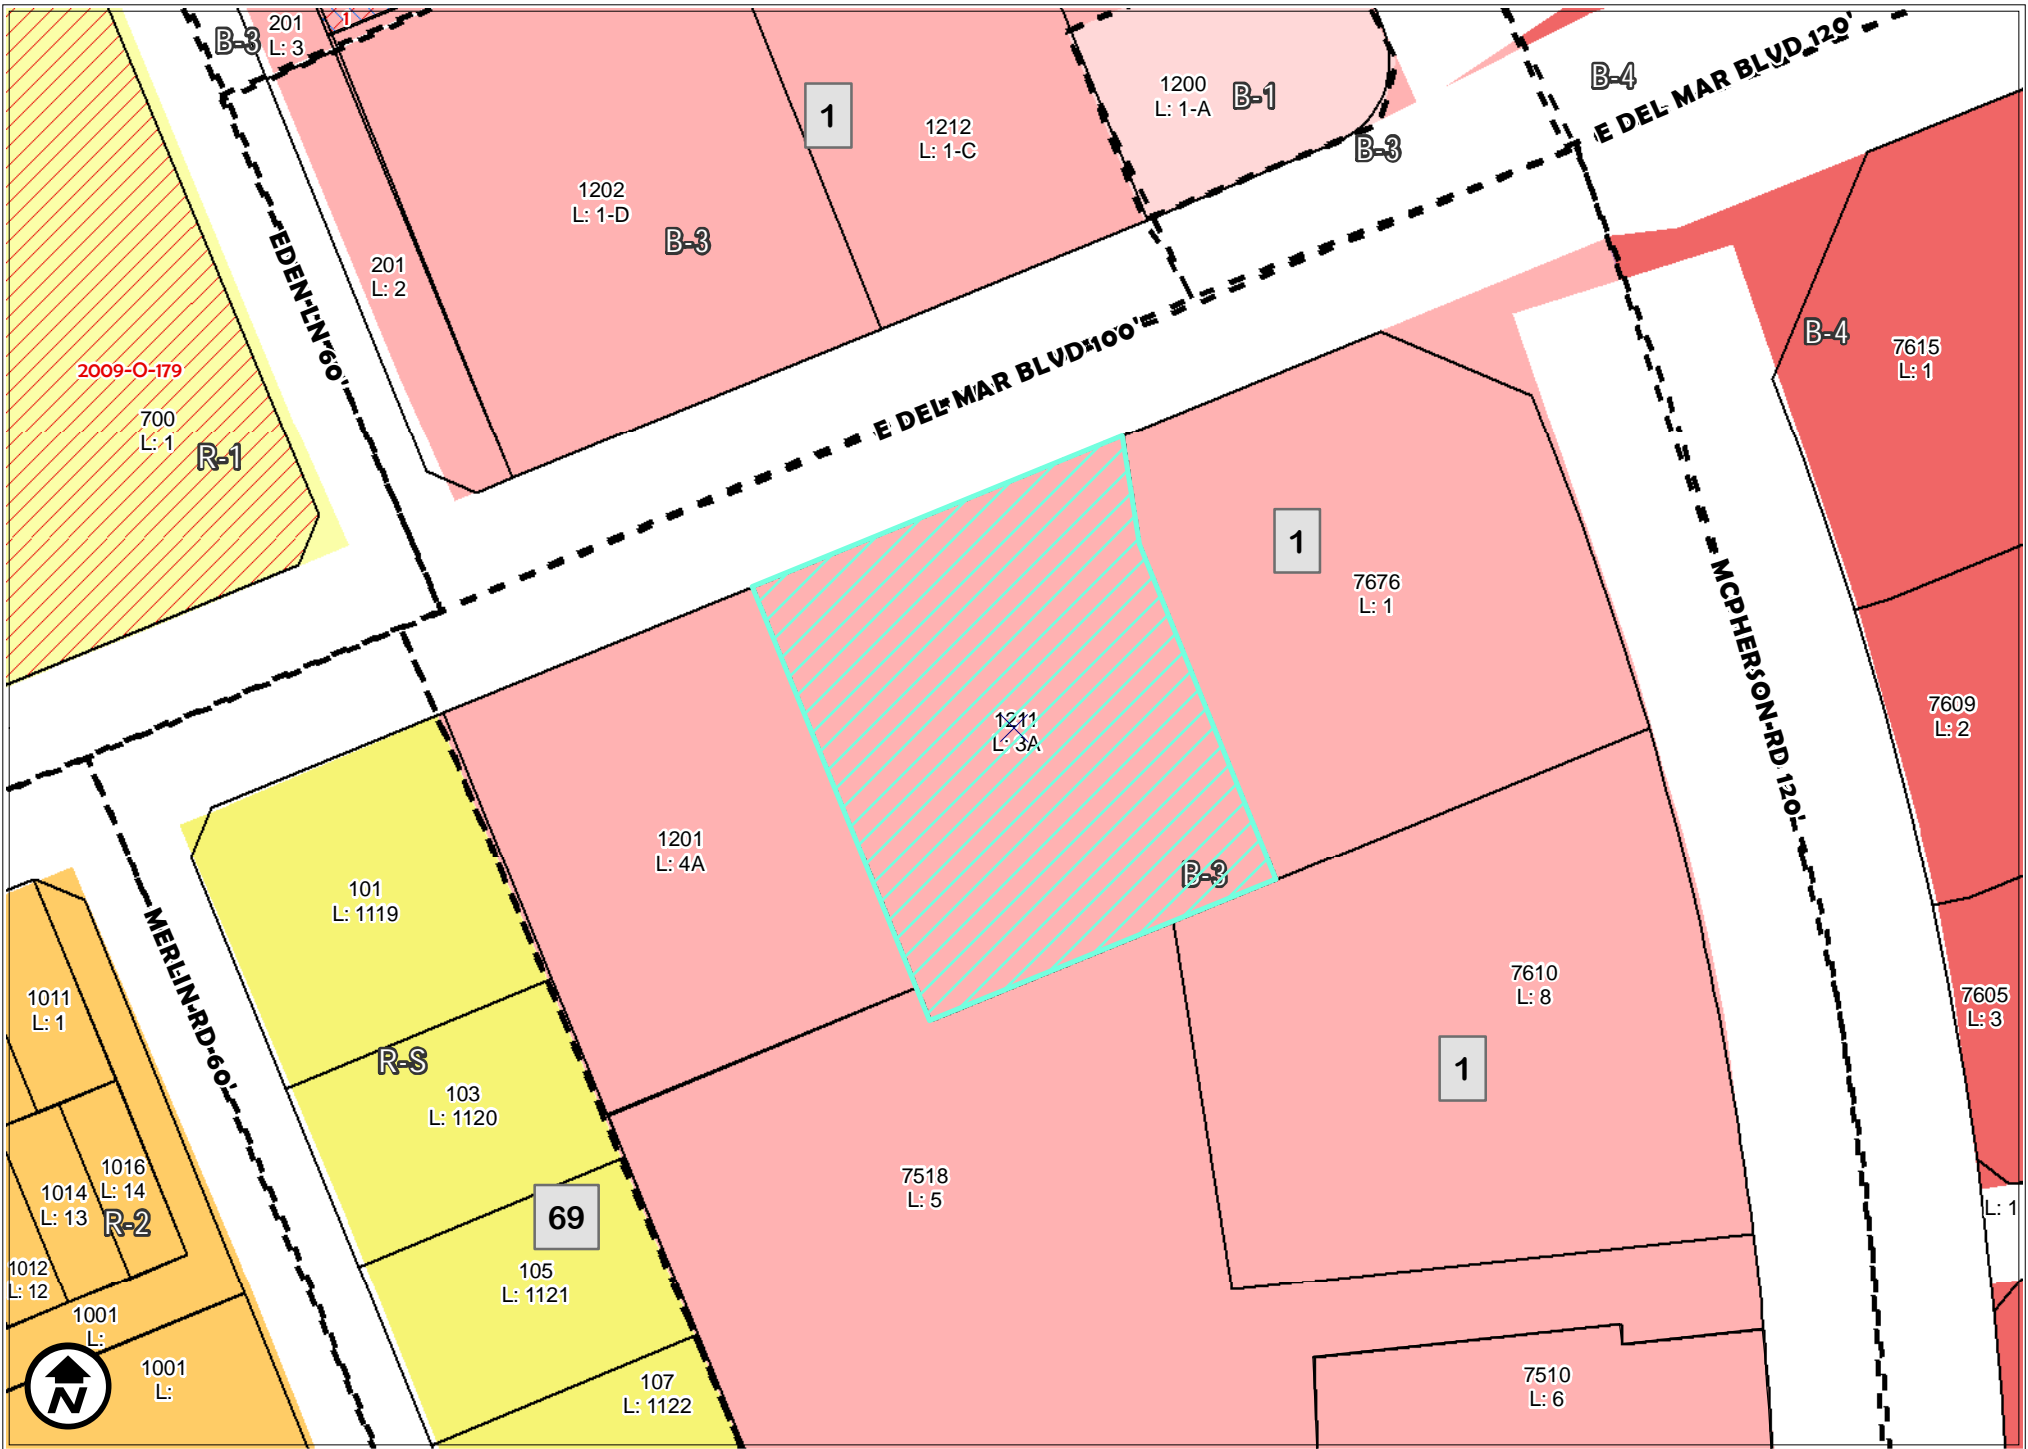 201
L: 3
1
B-3
1
1200
L: 1-A
B-1
B-4
E DEL MAR BLVD 120'
1212
L: 1-C
B-3
1202
L: 1-D
B-3
201
L: 2
EDEN LN 60'
2009-O-179
700
L: 1
R-1
E DEL MAR BLVD 100'
B-4
7615
L: 1
1
7676
L: 1
MCPHERSON RD 120'
7609
L: 2
1211
L: 3A
B-3
1201
L: 4A
101
L: 1119
MERLIN RD 60'
7610
L: 8
7605
L: 3
1
1011
L: 1
R-S
103
L: 1120
1016
L: 14
1014
L: 13
R-2
7518
L: 5
69
L: 1
1012
L: 12
105
L: 1121
1001
L:
1001
L:
107
L: 1122
7510
L: 6
N